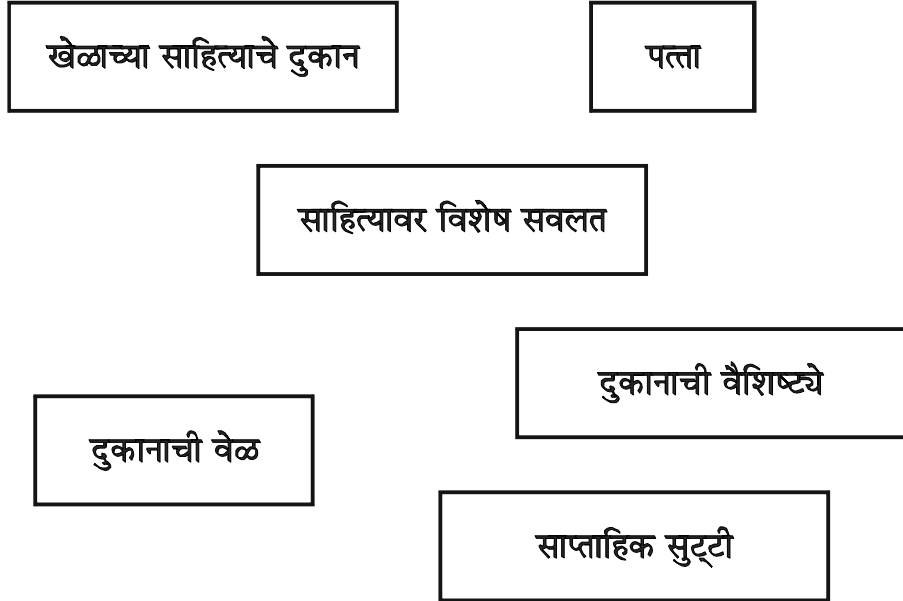 खेळाच्या साहित्याचे दुकान
पत्ता
साहित्यावर विशेष सवलत
दुकानाची वैशिष्ट्ये
दुकानाची वेळ
साप्ताहिक सुट्टी